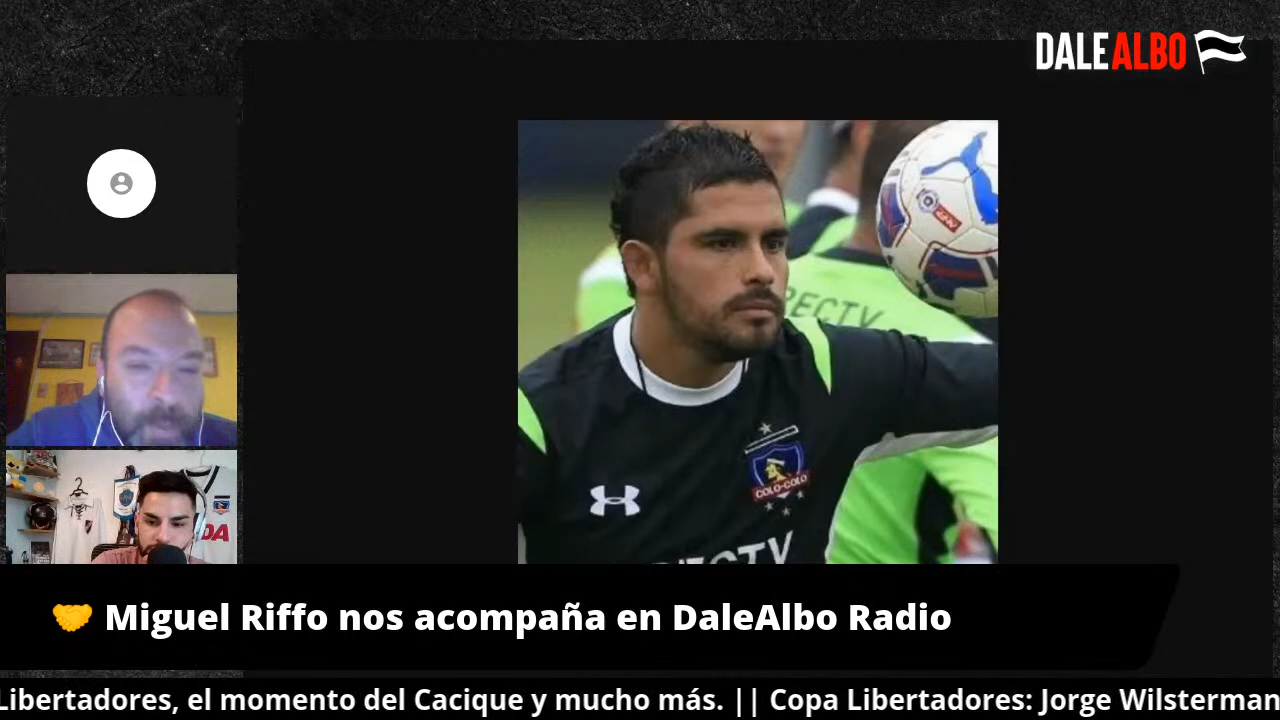 DALEALBO
DIRECTV
COLO-COLO
DA
🤝 Miguel Riffo nos acompaña en DaleAlbo Radio
Libertadores, el momento del Cacique y mucho más. || Copa Libertadores: Jorge Wilsterman